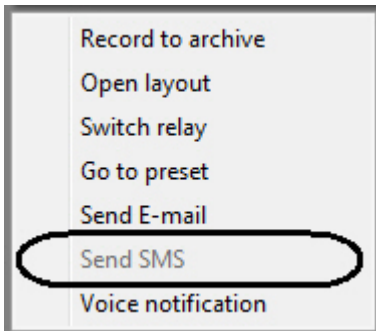 Record to archive
Open layout
Switch relay
Go to preset
Send E-mail
Send SMS
Voice notification